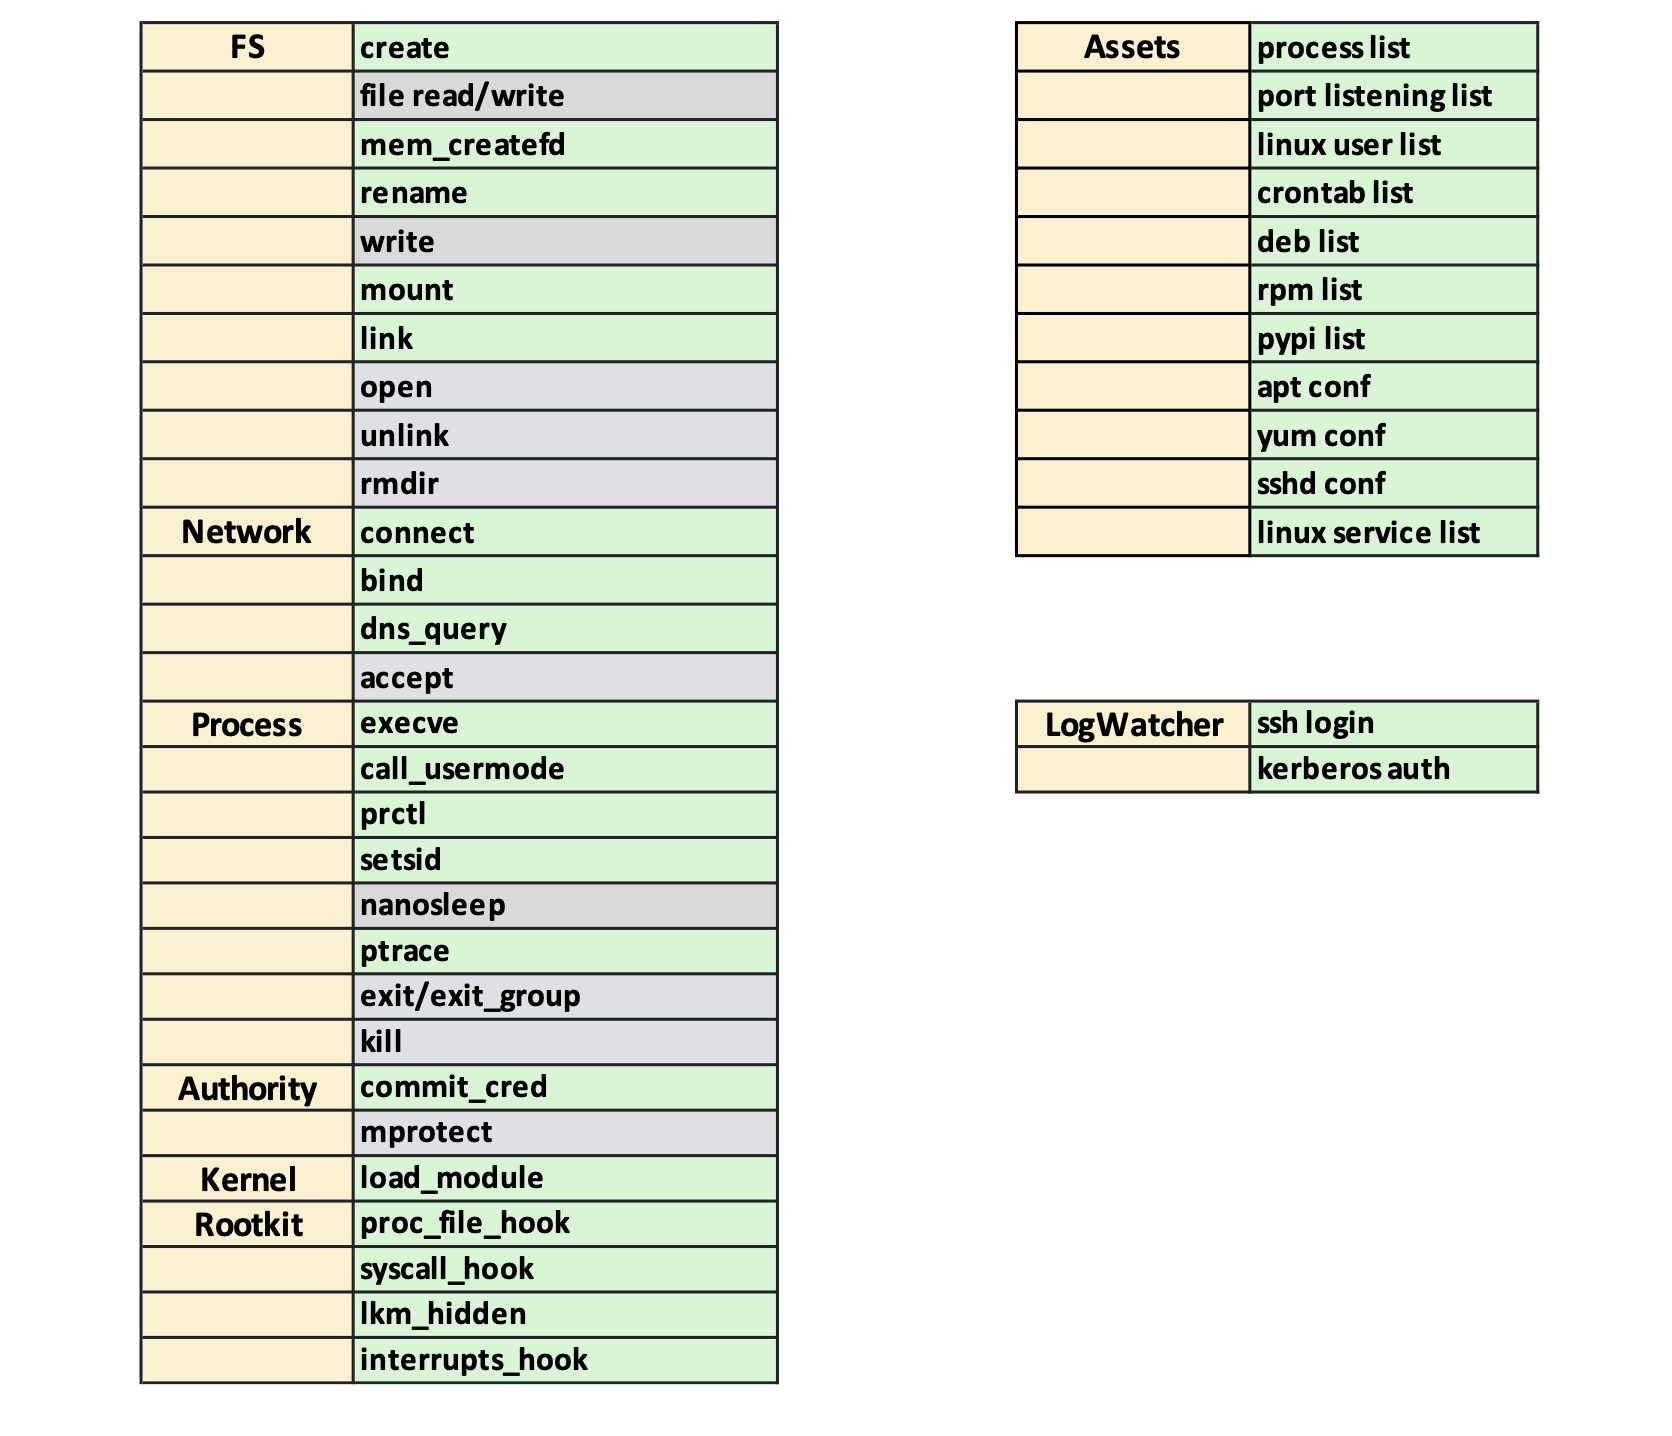 FS create
file read/write
mem_createfd
rename
write
mount
link
open
unlink
rmdir
Network connect
bind
dns_query
accept
Process execve
call_usermode
prctl
setsid
nanosleep
ptrace
exit/exit_group
kill
Authority commit_cred
mprotect
Kernel load_module
Rootkit proc_file_hook
syscall_hook
lkm_hidden
interrupts_hook
Assets process list
port listening list
linux user list
crontab list
deb list
rpm list
pypi list
apt conf
yum conf
sshd conf
linux service list
LogWatcher ssh login
kerberos auth